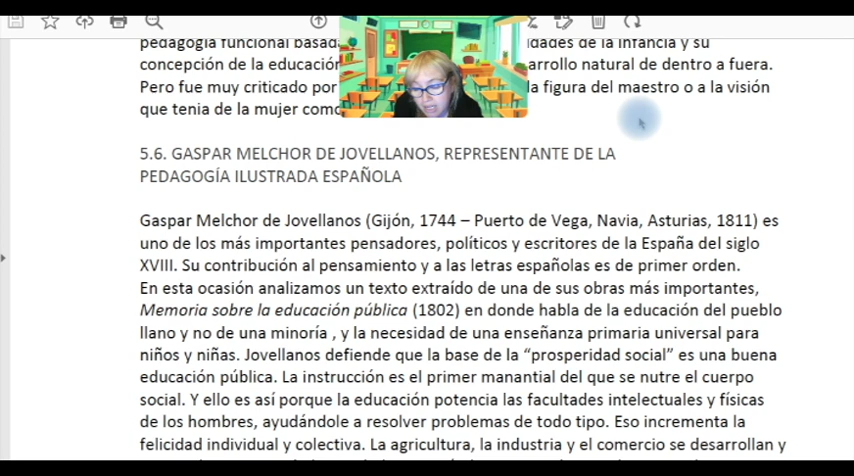 pedagogía funcional basad idades de la infancia y su
concepción de la educación arrollo natural de dentro a fuera.
Pero fue muy criticado por la figura del maestro o a la visión
que tenia de la mujer como
5.6. GASPAR MELCHOR DE JOVELLANOS, REPRESENTANTE DE LA
PEDAGOGÍA ILUSTRADA ESPAÑOLA
Gaspar Melchor de Jovellanos (Gijón, 1744 – Puerto de Vega, Navia, Asturias, 1811) es
uno de los más importantes pensadores, políticos y escritores de la España del siglo
XVIII. Su contribución al pensamiento y a las letras españolas es de primer orden.
En esta ocasión analizamos un texto extraído de una de sus obras más importantes,
Memoria sobre la educación pública (1802) en donde habla de la educación del pueblo
llano y no de una minoría , y la necesidad de una enseñanza primaria universal para
niños y niñas. Jovellanos defiende que la base de la “prosperidad social” es una buena
educación pública. La instrucción es el primer manantial del que se nutre el cuerpo
social. Y ello es así porque la educación potencia las facultades intelectuales y físicas
de los hombres, ayudándole a resolver problemas de todo tipo. Eso incrementa la
felicidad individual y colectiva. La agricultura, la industria y el comercio se desarrollan y